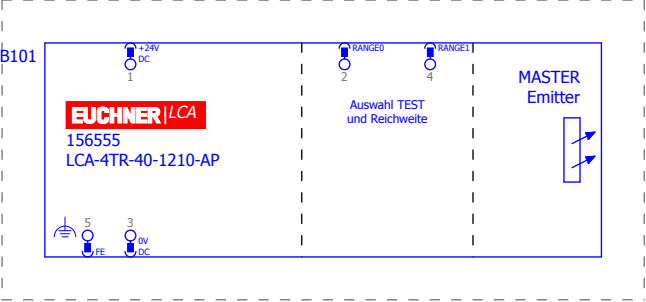 B101
+24V
DC
1
RANGE0
2
RANGE1
4
MASTER
Emitter
Auswahl TEST
und Reichweite
EUCHNER LCA
156555
LCA-4TR-40-1210-AP
5
FE
3
0V
DC